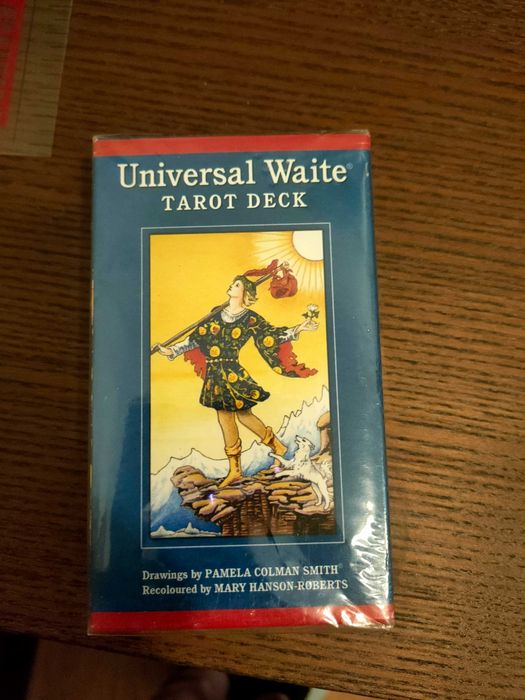 Universal Waite®
TAROT DECK
Drawings by PAMELA COLMAN SMITH
Recoloured by MARY HANSON-ROBERTS